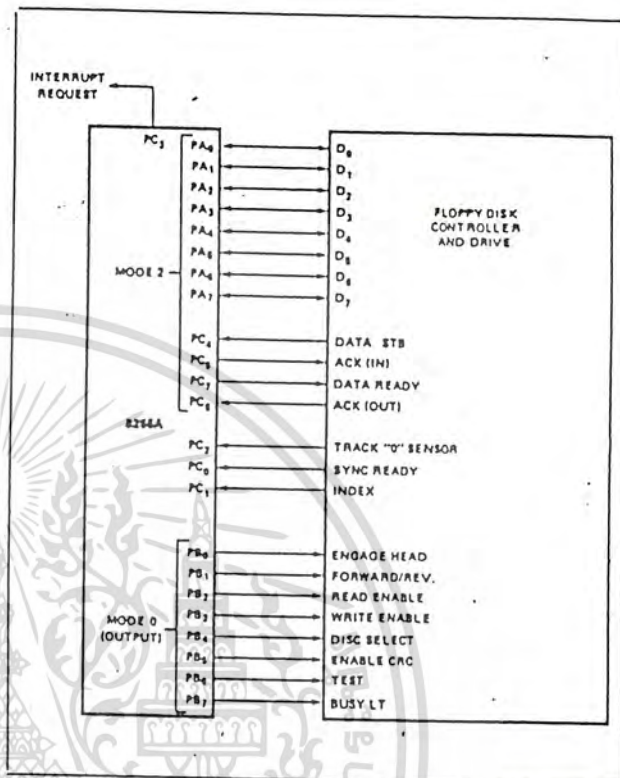 INTERRUPT
REQUEST
PC3
MODE 2
PA0
D0
PA1
D1
PA2
D2
PA3
D3
PA4
D4
PA5
D5
PA6
D6
PA7
D7
FLOPPY DISK
CONTROLLER
AND DRIVE
PC4
DATA STB
PC5
ACK (IN)
PC7
DATA READY
PC6
ACK (OUT)
8255A
PC2
TRACK "0" SENSOR
PC0
SYNC READY
PC1
INDEX
MODE 0
(OUTPUT)
PB0
ENGAGE HEAD
PB1
FORWARD/REV.
PB2
READ ENABLE
PB3
WRITE ENABLE
PB4
DISC SELECT
PB5
ENABLE CRC
PB6
TEST
PB7
BUSY LT